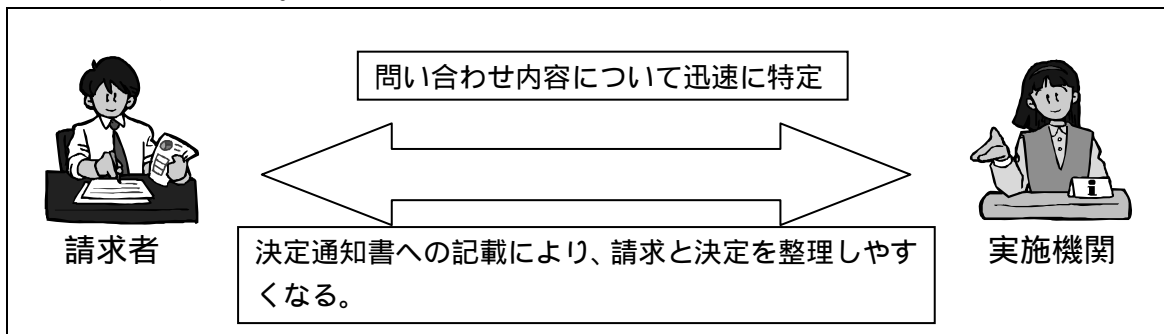 問い合わせ内容について迅速に特定
請求者
実施機関
決定通知書への記載により、請求と決定を整理しやす
くなる。
i